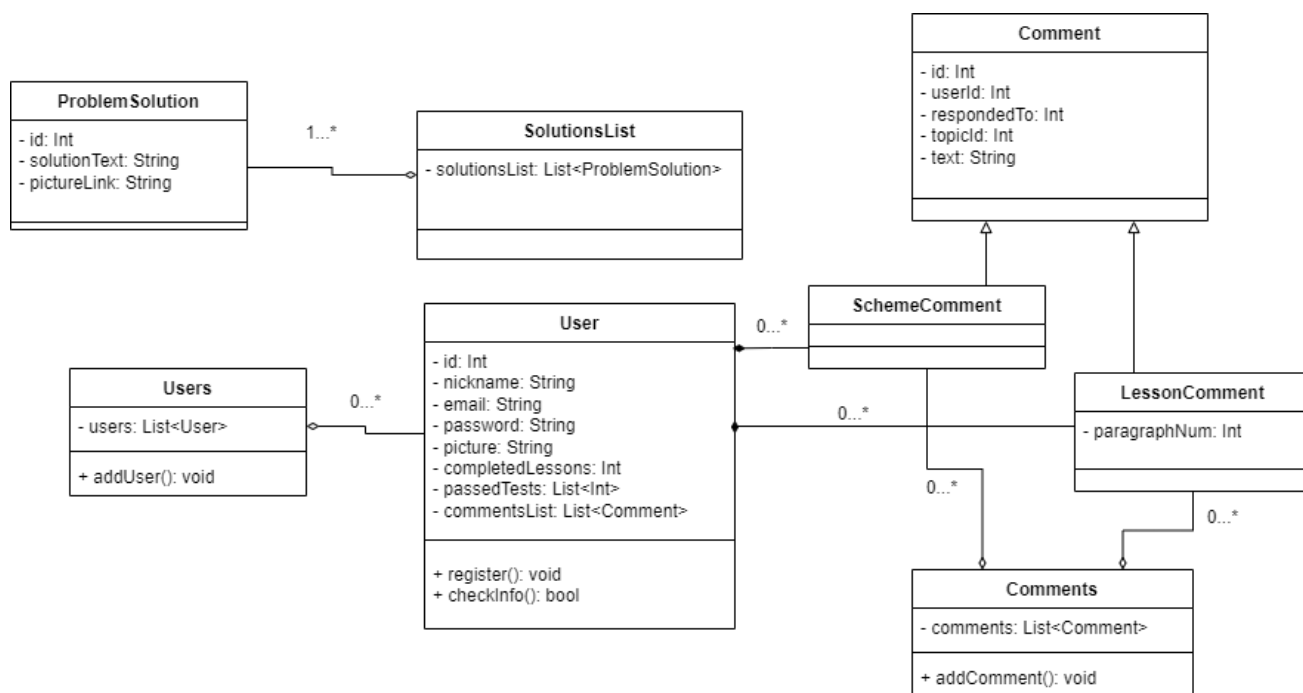 Comment
- id: Int
- userId: Int
- respondedTo: Int
- topicId: Int
- text: String
ProblemSolution
- id: Int
- solutionText: String
- pictureLink: String
1...*
SolutionsList
- solutionsList: List<ProblemSolution>
SchemeComment
0...*
User
- id: Int
- nickname: String
- email: String
- password: String
- picture: String
- completedLessons: Int
- passedTests: List<Int>
- commentsList: List<Comment>
+ register(): void
+ checkInfo(): bool
Users
- users: List<User>
+ addUser(): void
0...*
0...*
LessonComment
- paragraphNum: Int
0...*
0...*
Comments
- comments: List<Comment>
+ addComment(): void